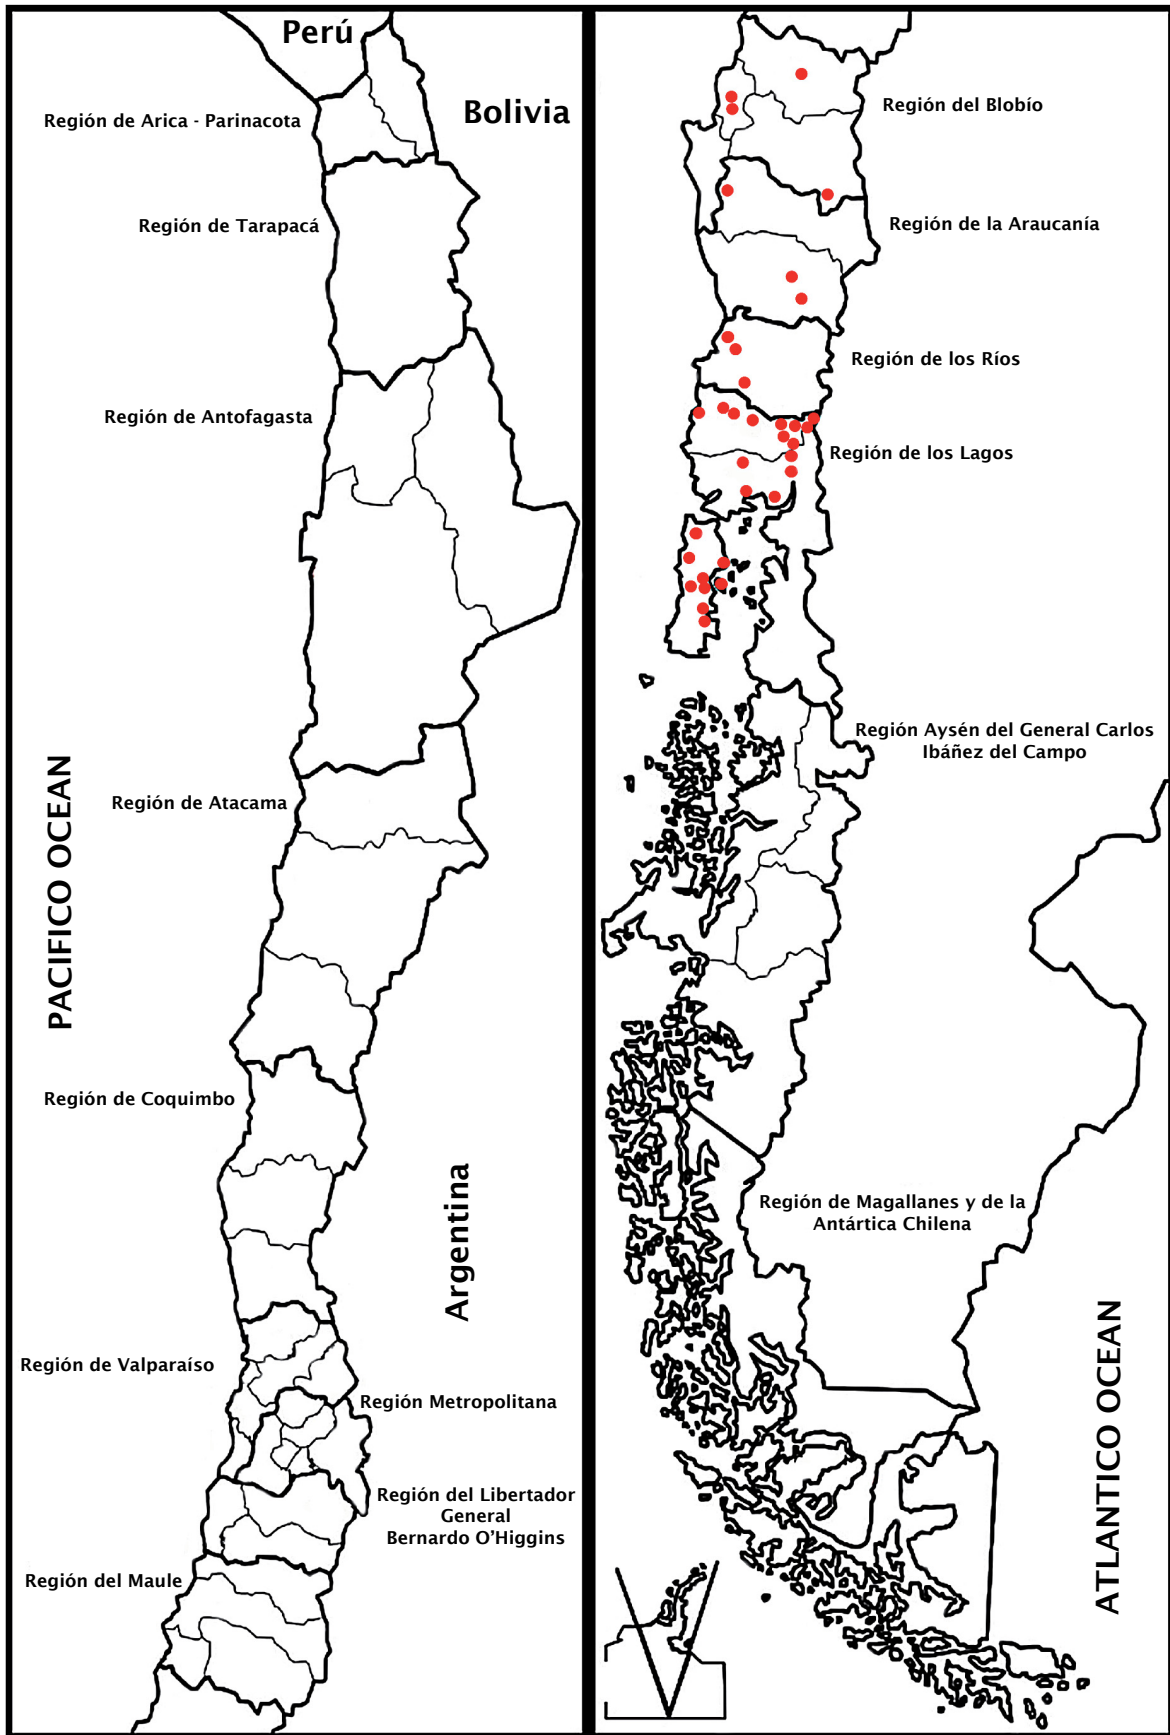 Perú
Bolivia
Región de Arica - Parinacota
Región de Tarapacá
Región de Antofagasta
PACIFICO OCEAN
Región de Atacama
Región de Coquimbo
Argentina
Región de Valparaíso
Región Metropolitana
Región del Libertador
General
Bernardo O'Higgins
Región del Maule
Región del Blobío
Región de la Araucanía
Región de los Ríos
Región de los Lagos
Región Aysén del General Carlos
Ibáñez del Campo
Región de Magallanes y de la
Antártica Chilena
ATLANTICO OCEAN